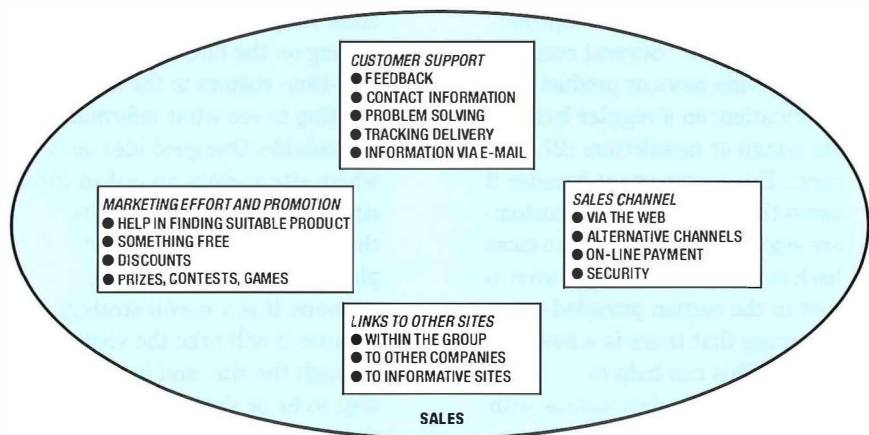 CUSTOMER SUPPORT
● FEEDBACK
● CONTACT INFORMATION
● PROBLEM SOLVING
● TRACKING DELIVERY
● INFORMATION VIA E-MAIL
MARKETING EFFORT AND PROMOTION
● HELP IN FINDING SUITABLE PRODUCT
● SOMETHING FREE
● DISCOUNTS
● PRIZES, CONTESTS, GAMES
SALES CHANNEL
● VIA THE WEB
● ALTERNATIVE CHANNELS
● ON-LINE PAYMENT
● SECURITY
LINKS TO OTHER SITES
● WITHIN THE GROUP
● TO OTHER COMPANIES
● TO INFORMATIVE SITES
SALES